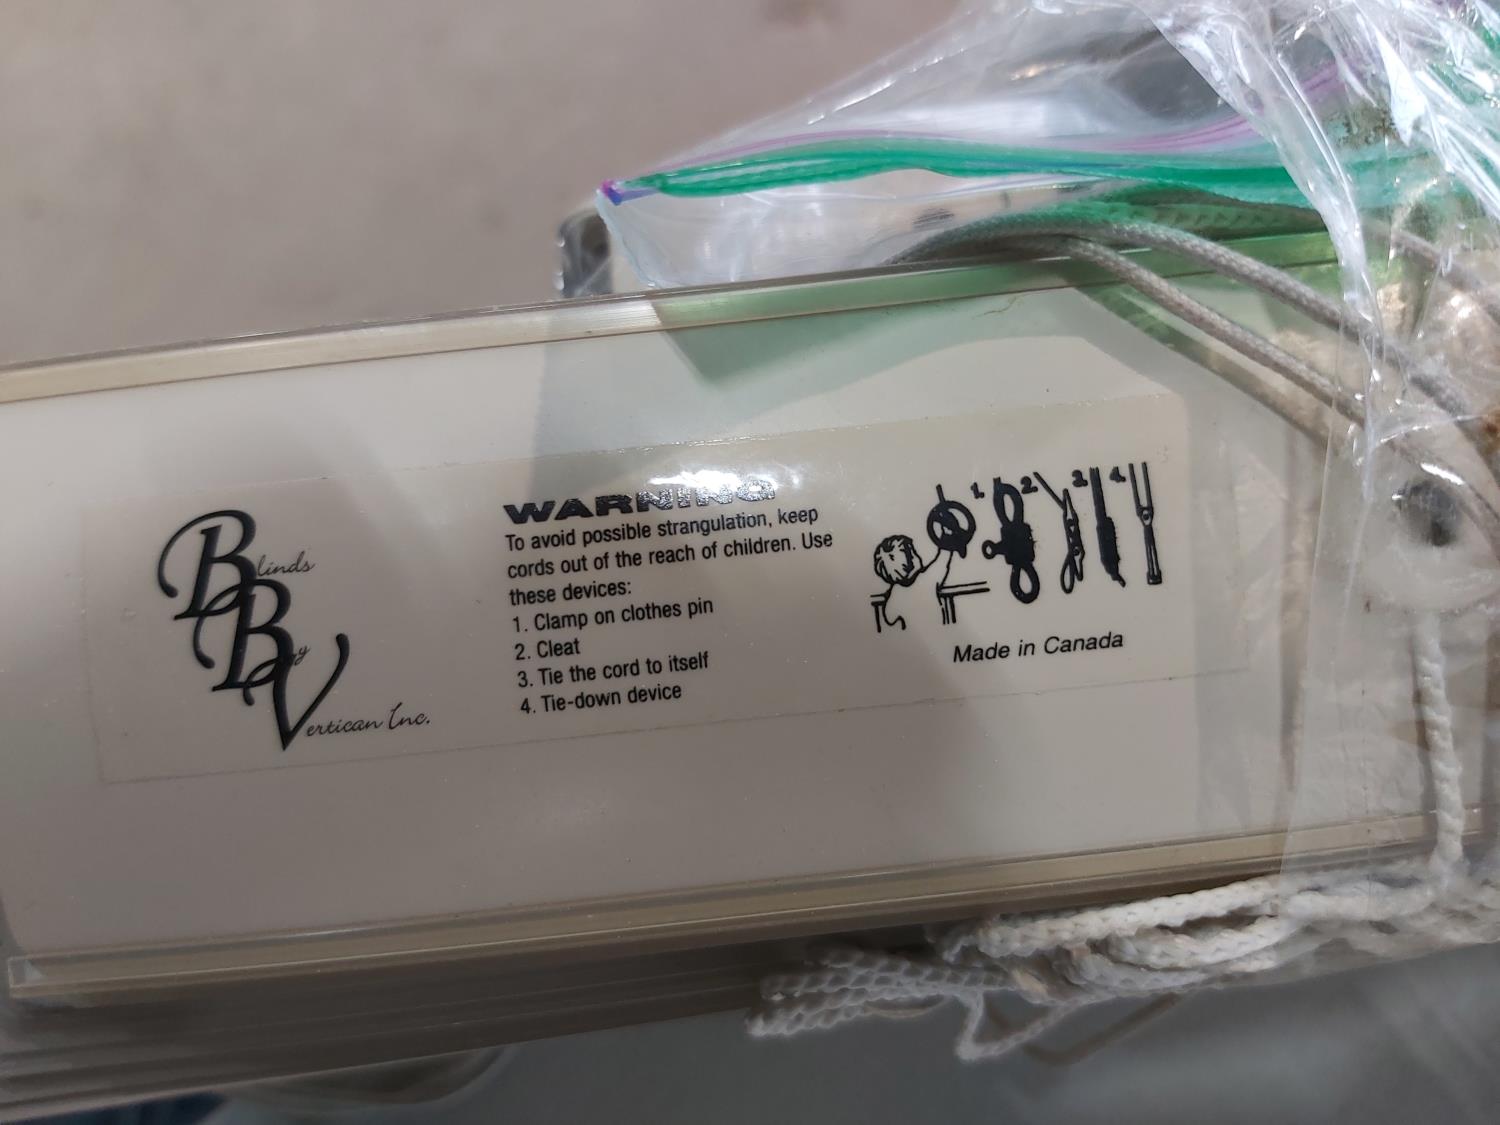 Blinds
By
Vertican Inc.
WARNING
To avoid possible strangulation, keep
cords out of the reach of children. Use
these devices:
1. Clamp on clothes pin
2. Cleat
3. Tie the cord to itself
4. Tie-down device
1 2 3 4
Made in Canada